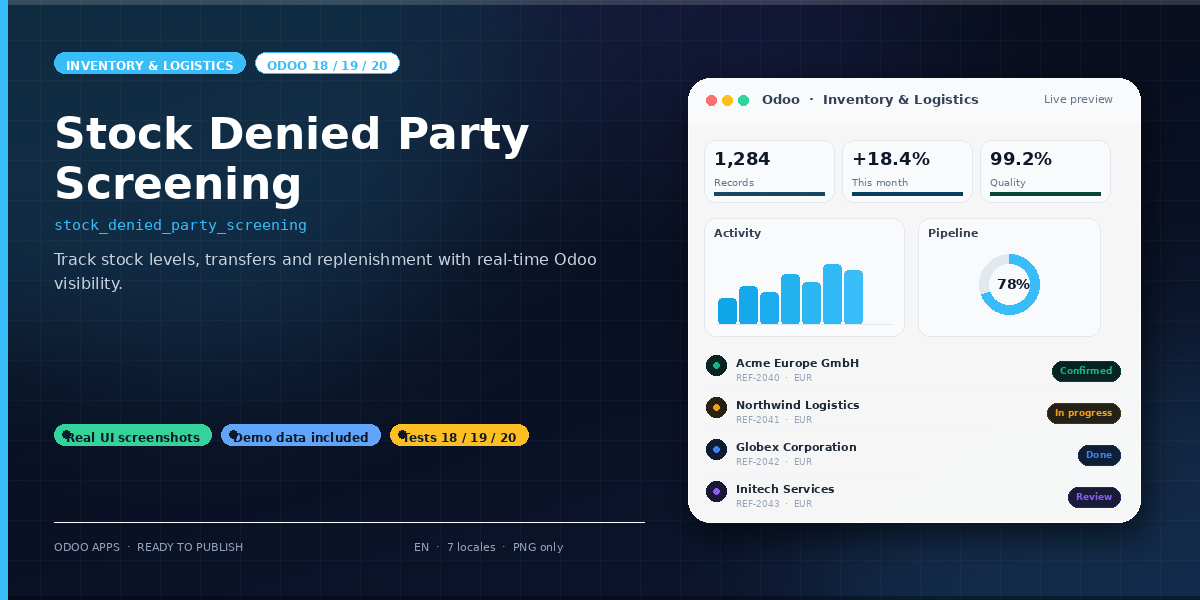 INVENTORY & LOGISTICS
ODOO 18 / 19 / 20
Stock Denied Party
Screening
stock_denied_party_screening
Track stock levels, transfers and replenishment with real-time Odoo
visibility.
Real UI screenshots
Demo data included
Tests 18 / 19 / 20
ODOO APPS · READY TO PUBLISH
EN · 7 locales · PNG only
Odoo · Inventory & Logistics
Live preview
1,284
Records
+18.4%
This month
99.2%
Quality
Activity
Pipeline
78%
Acme Europe GmbH
REF-2040 · EUR
Confirmed
Northwind Logistics
REF-2041 · EUR
In progress
Globex Corporation
REF-2042 · EUR
Done
Initech Services
REF-2043 · EUR
Review